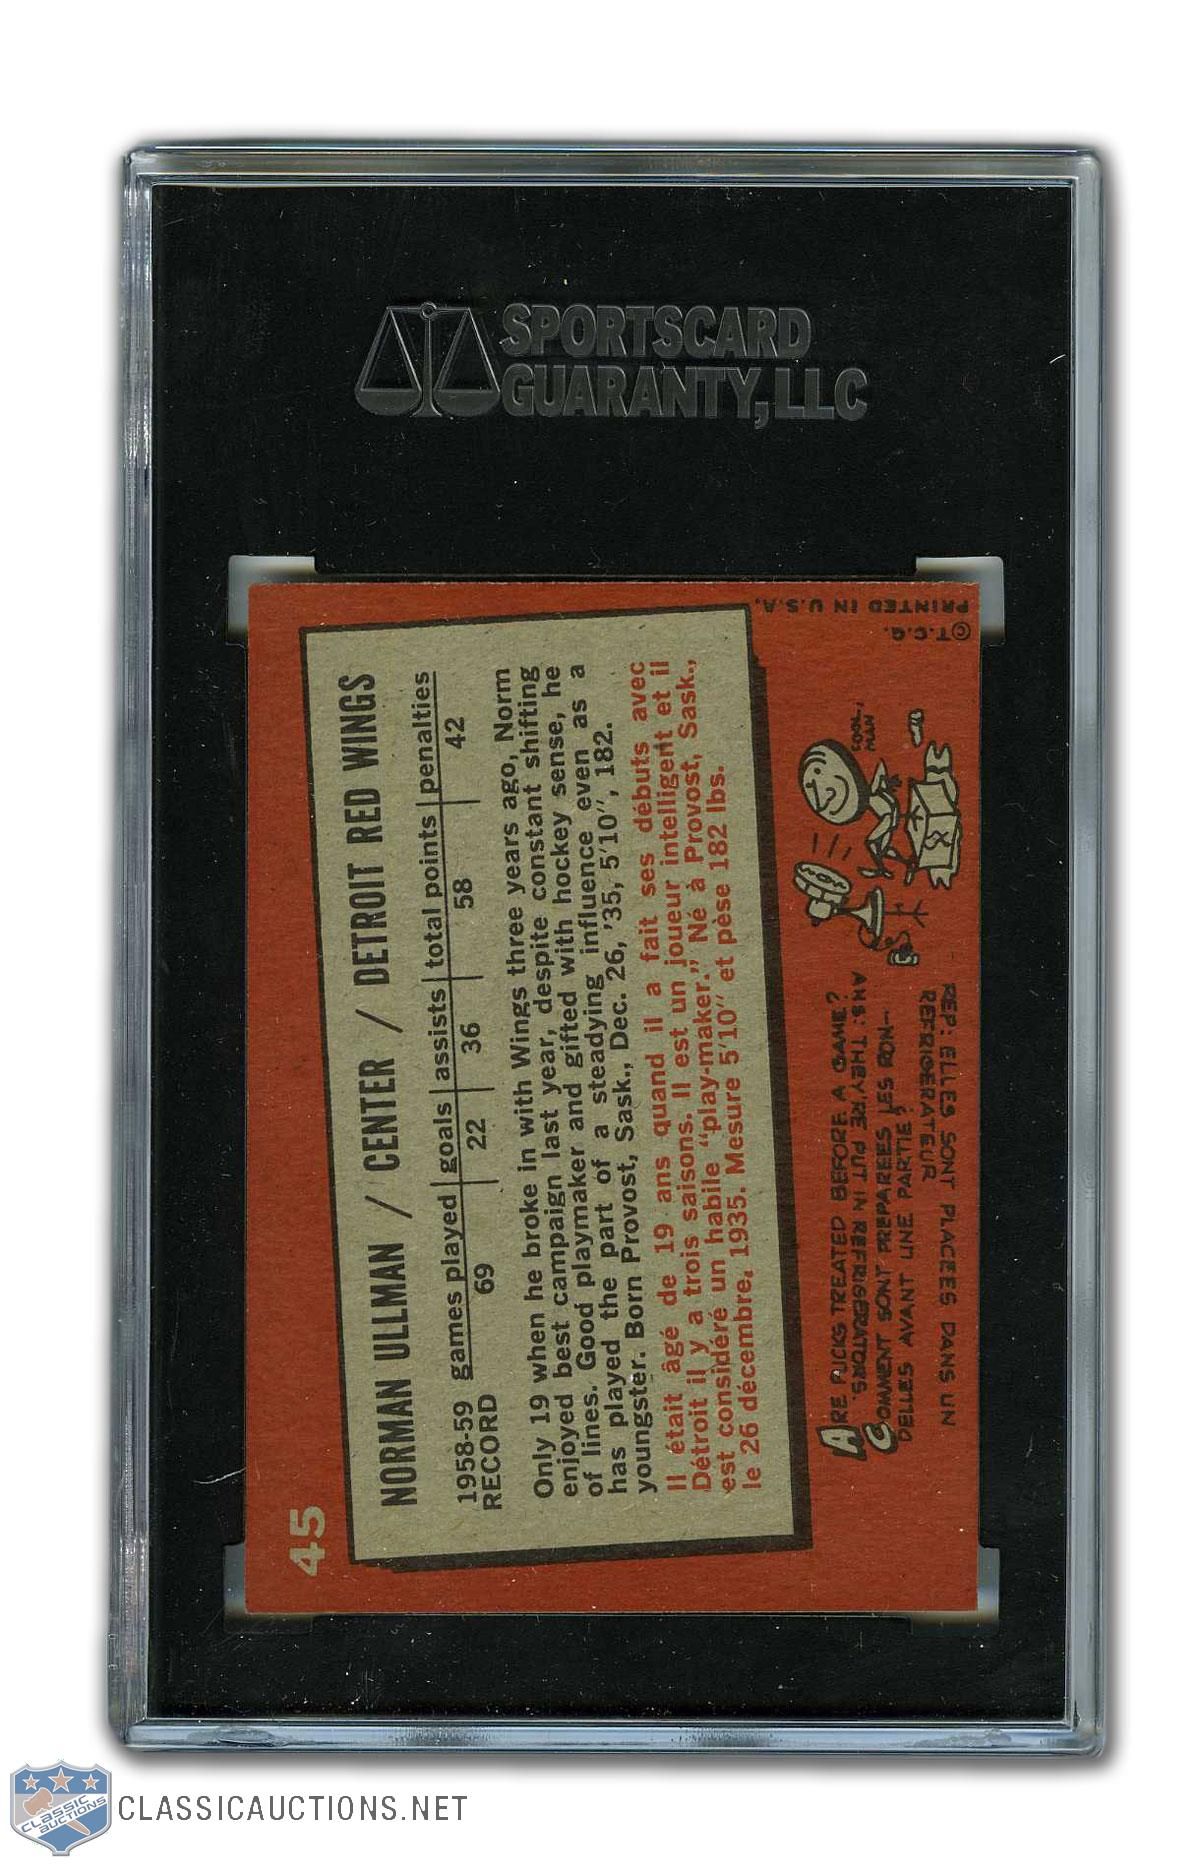 SPORTSCARD
GUARANTY, LLC
45
NORMAN ULLMAN / CENTER / DETROIT RED WINGS
1958-59 games played goals assists total points penalties
RECORD 69 22 36 58 42
Only 19 when he broke in with Wings three years ago, Norm
enjoyed best campaign last year, despite constant shifting
of lines. Good playmaker and gifted with hockey sense, he
has played the part of a steadying influence even as a
youngster. Born Provost, Sask., Dec. 26, '35, 5'10", 182.
Il était âgé de 19 ans quand il a fait ses débuts avec
Détroit il y a trois saisons. Il est un joueur intelligent et il
est considéré un habile "play-maker." Né à Provost, Sask.,
le 26 décembre, 1935. Mesure 5'10" et pèse 182 lbs.
ARE PUCKS TREATED BEFORE A GAME?
ANS: THEY'RE PUT IN REFRIGERATORS.
COMMENT SONT PREPAREES LES RON-
DELLES AVANT UNE PARTIE?
REP: ELLES SONT PLACEES DANS UN
REFRIGERATEUR
COOL,
MAN
© T.C.G.
PRINTED IN U.S.A.
CLASSIC
AUCTIONS
CLASSICAUCTIONS.NET